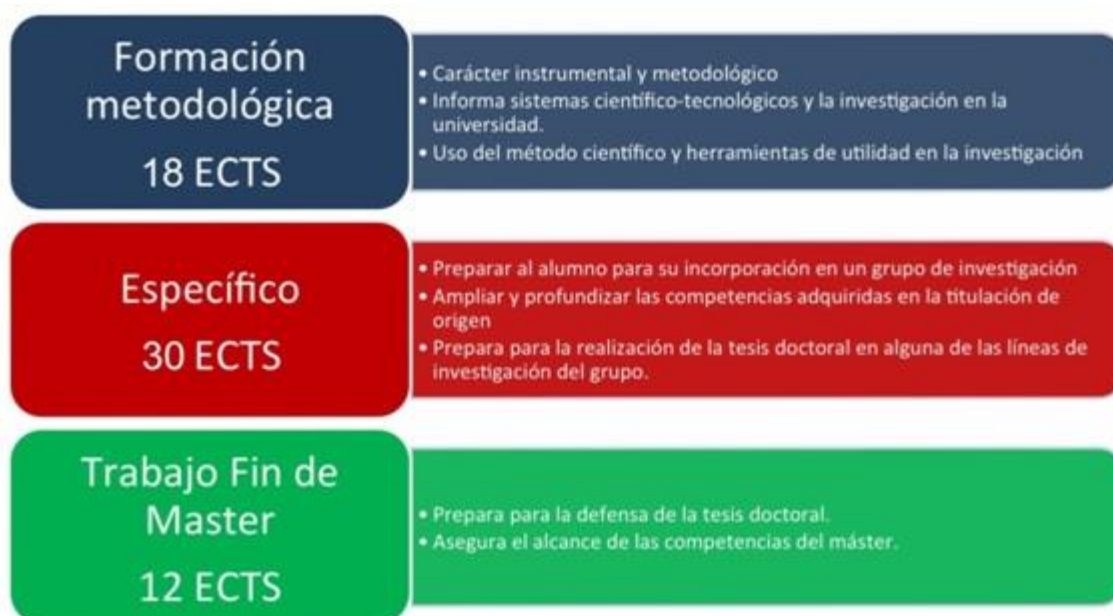 Formación
metodológica
18 ECTS
• Carácter instrumental y metodológico
• Informa sistemas científico-tecnológicos y la investigación en la
universidad.
• Uso del método científico y herramientas de utilidad en la investigación
Específico
30 ECTS
• Preparar al alumno para su incorporación en un grupo de investigación
• Ampliar y profundizar las competencias adquiridas en la titulación de
origen
• Prepara para la realización de la tesis doctoral en alguna de las líneas de
investigación del grupo.
Trabajo Fin de
Master
12 ECTS
• Prepara para la defensa de la tesis doctoral.
• Asegura el alcance de las competencias del máster.